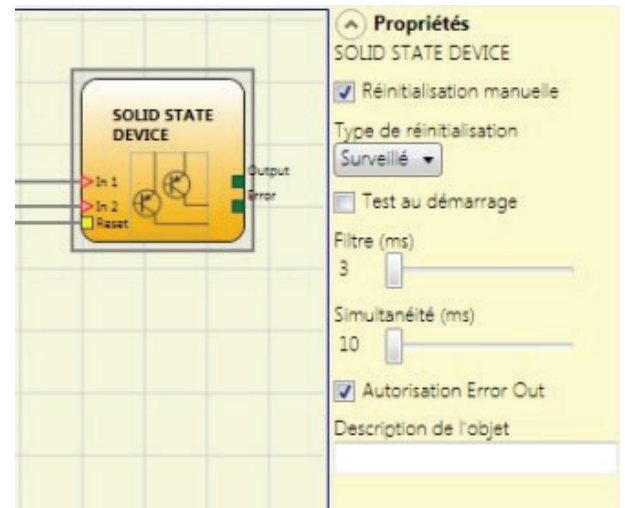 SOLID STATE
DEVICE
In 1
In 2
Reset
Output
Error
Propriétés
SOLID STATE DEVICE
Réinitialisation manuelle
Type de réinitialisation
Surveillé
Test au démarrage
Filtre (ms)
3
Simultanéité (ms)
10
Autorisation Error Out
Description de l'objet